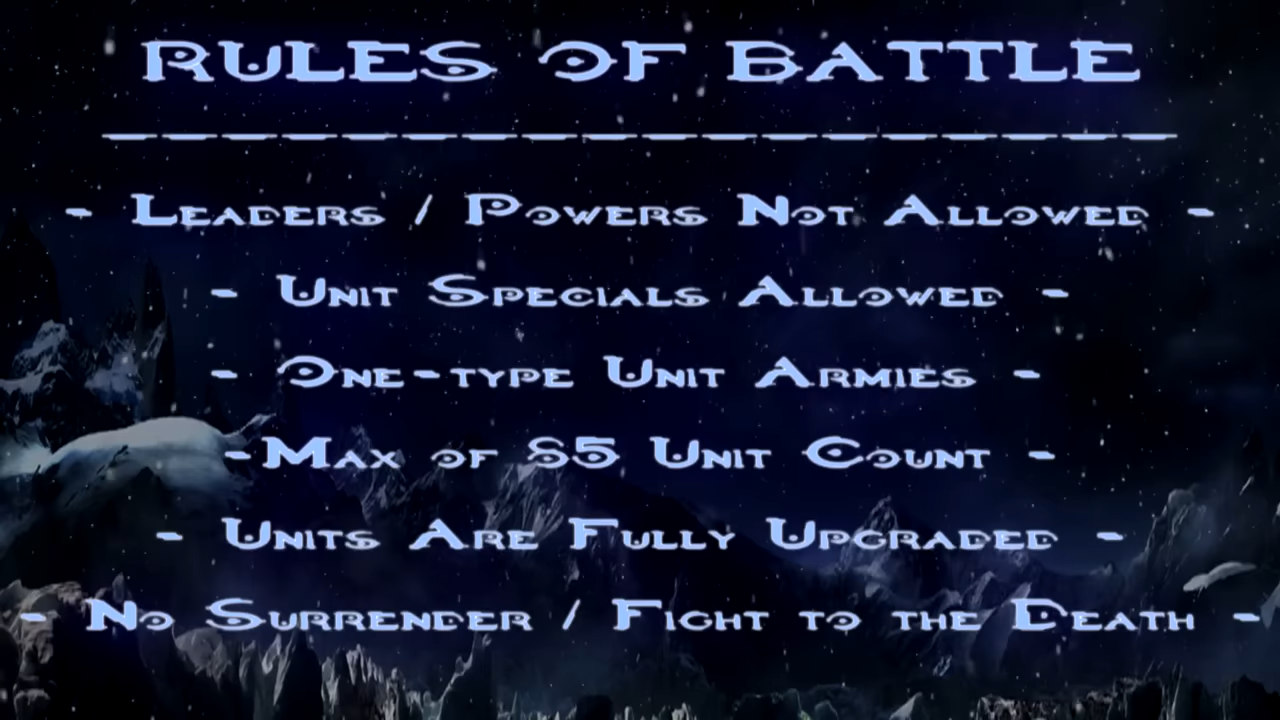 RULES OF BATTLE
- Leaders / Powers Not Allowed -
- Unit Specials Allowed -
- One-type Unit Armies -
-Max of 85 Unit Count -
- Units Are Fully Upgraded -
- No Surrender / Fight to the Death -